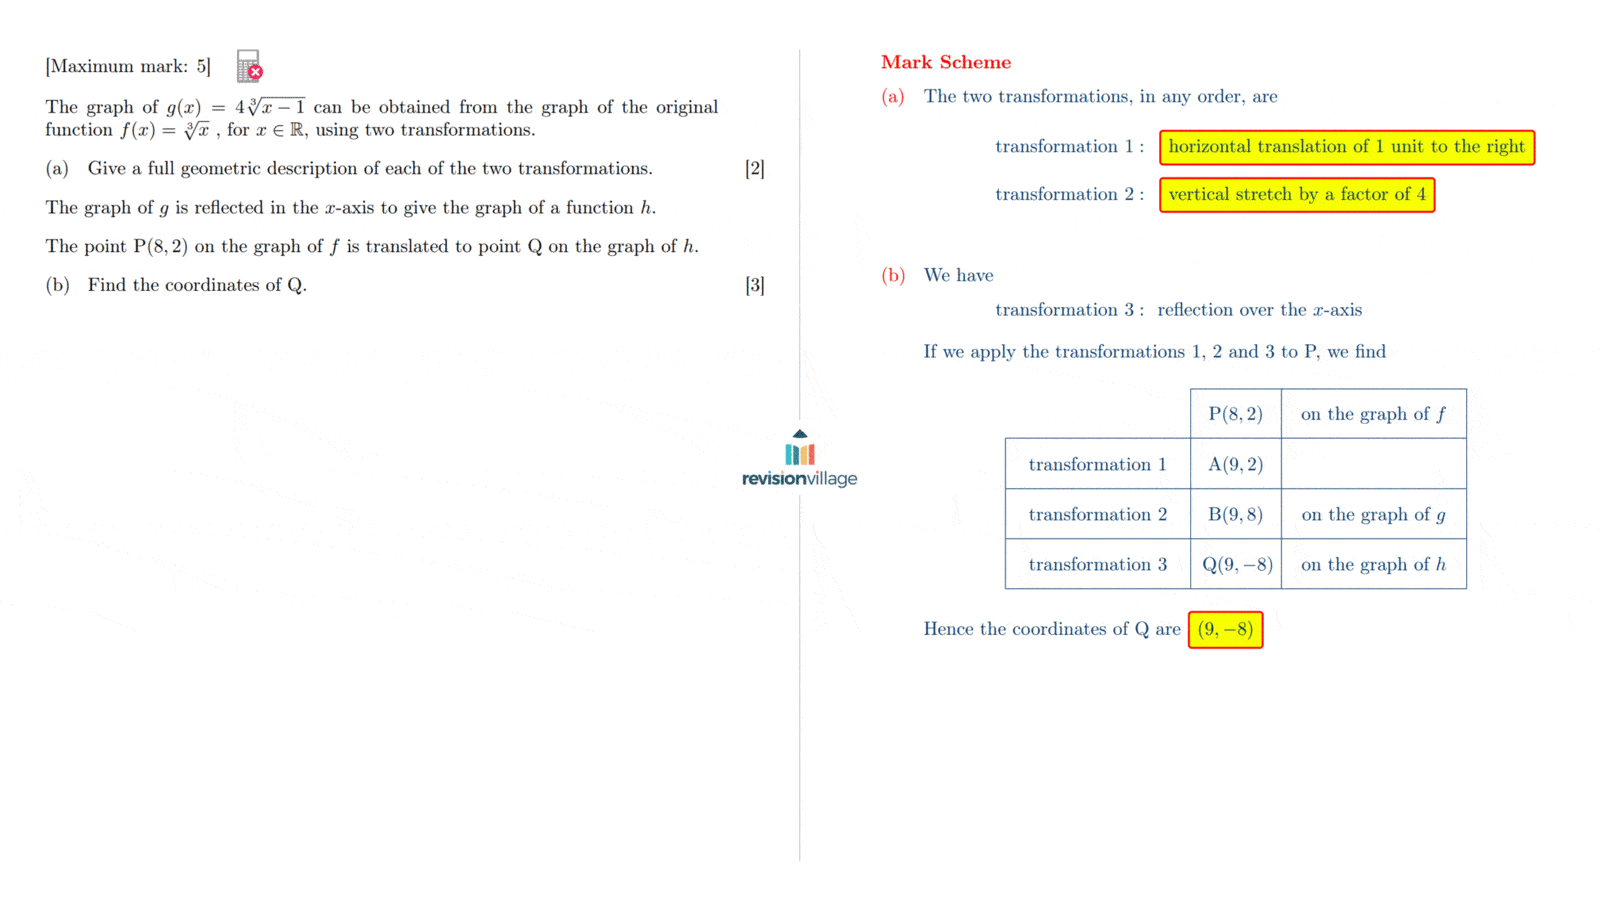 [Maximum mark: 5]
The graph of g(x) = 4∛(x − 1) can be obtained from the graph of the original
function f(x) = ∛x , for x ∈ ℝ, using two transformations.
(a) Give a full geometric description of each of the two transformations. [2]
The graph of g is reflected in the x-axis to give the graph of a function h.
The point P(8, 2) on the graph of f is translated to point Q on the graph of h.
(b) Find the coordinates of Q. [3]
revisionvillage
Mark Scheme
(a) The two transformations, in any order, are
transformation 1 : horizontal translation of 1 unit to the right
transformation 2 : vertical stretch by a factor of 4
(b) We have
transformation 3 : reflection over the x-axis
If we apply the transformations 1, 2 and 3 to P, we find
P(8, 2) on the graph of f
transformation 1 A(9, 2)
transformation 2 B(9, 8) on the graph of g
transformation 3 Q(9, −8) on the graph of h
Hence the coordinates of Q are (9, −8)